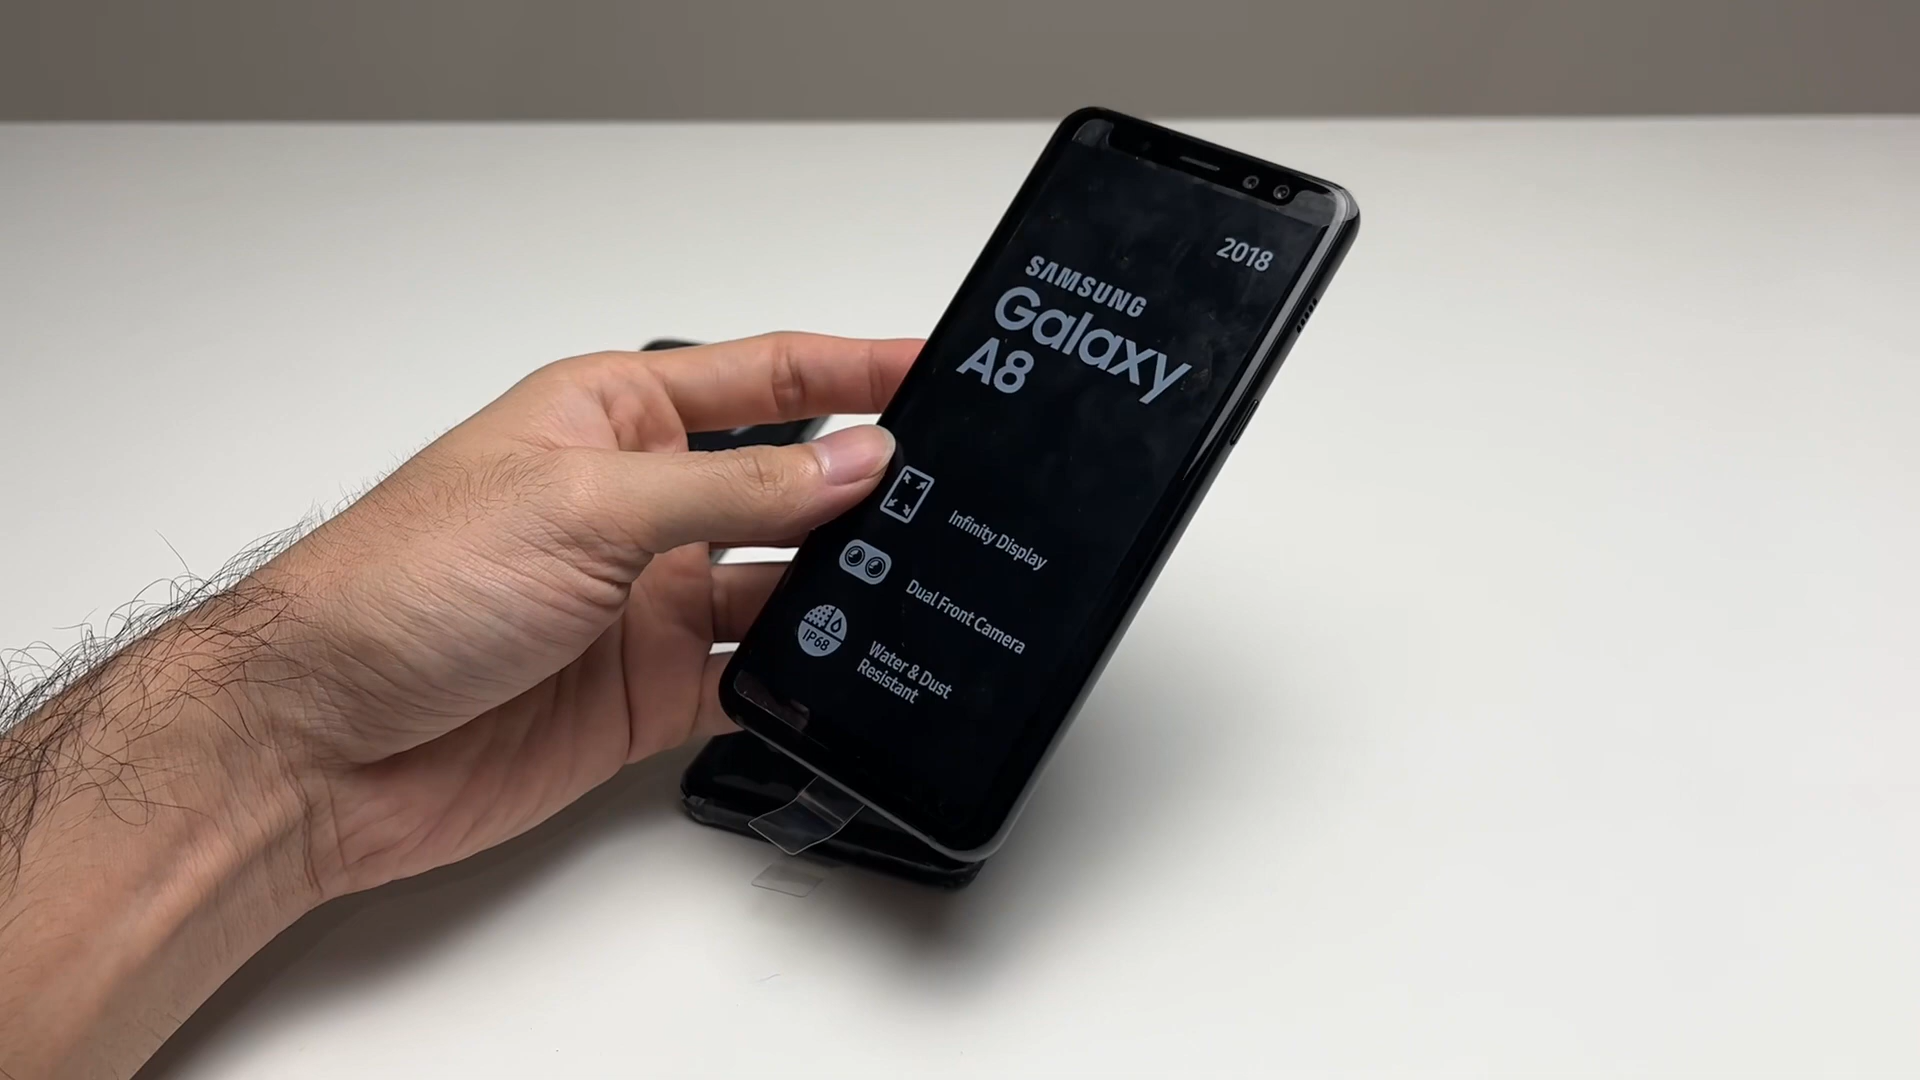 2018
SAMSUNG
Galaxy
A8
Infinity Display
Dual Front Camera
IP68
Water & Dust
Resistant